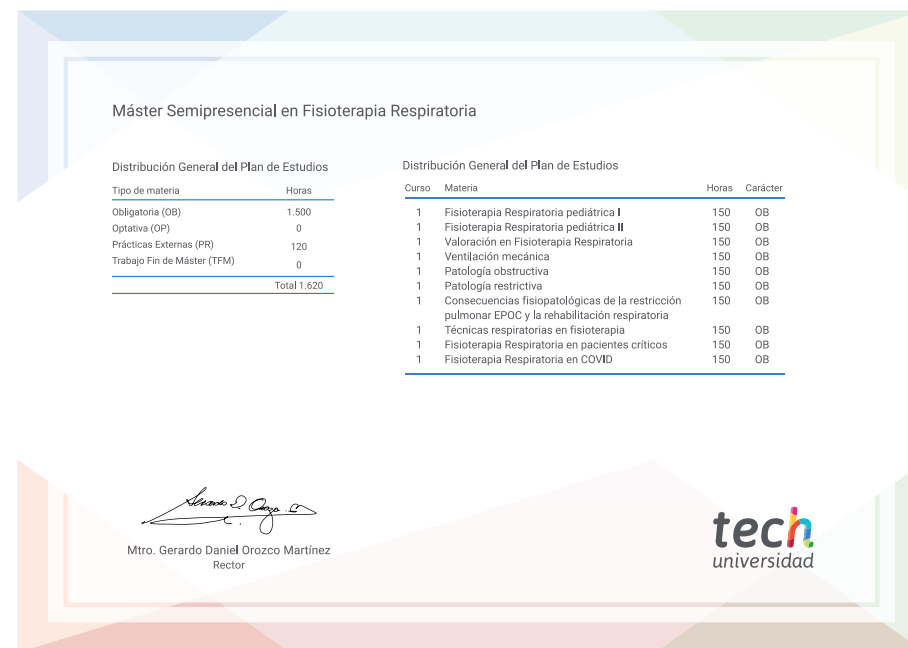 Máster Semipresencial en Fisioterapia Respiratoria
Distribución General del Plan de Estudios
Tipo de materia Horas
Obligatoria (OB) 1.500
Optativa (OP) 0
Prácticas Externas (PR) 120
Trabajo Fin de Máster (TFM) 0
Total 1.620
Distribución General del Plan de Estudios
Curso Materia Horas Carácter
1 Fisioterapia Respiratoria pediátrica I 150 OB
1 Fisioterapia Respiratoria pediátrica II 150 OB
1 Valoración en Fisioterapia Respiratoria 150 OB
1 Ventilación mecánica 150 OB
1 Patología obstructiva 150 OB
1 Patología restrictiva 150 OB
1 Consecuencias fisiopatológicas de la restricción 150 OB
pulmonar EPOC y la rehabilitación respiratoria
1 Técnicas respiratorias en fisioterapia 150 OB
1 Fisioterapia Respiratoria en pacientes críticos 150 OB
1 Fisioterapia Respiratoria en COVID 150 OB
Mtro. Gerardo Daniel Orozco Martínez
Rector
tech
universidad